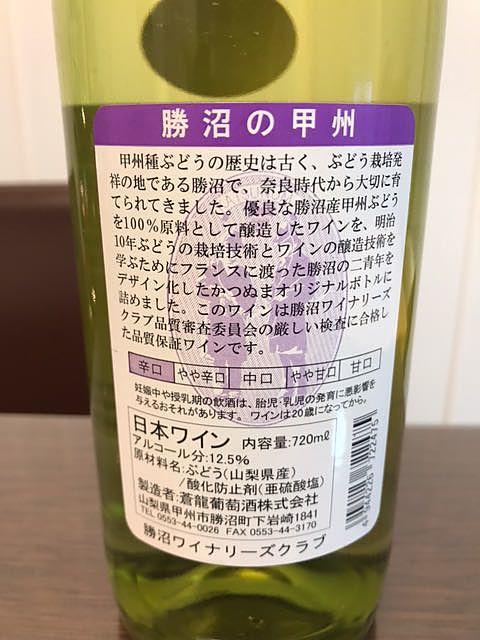 勝沼の甲州
甲州種ぶどうの歴史は古く、ぶどう栽培発
祥の地である勝沼で、奈良時代から大切に育
てられてきました。優良な勝沼産甲州ぶどう
を100%原料として醸造したワインを、明治
10年ぶどうの栽培技術とワインの醸造技術を
学ぶためにフランスに渡った勝沼の二青年を
デザイン化したかつぬまオリジナルボトルに
詰めました。このワインは勝沼ワイナリーズ
クラブ品質審査委員会の厳しい検査に合格し
た品質保証ワインです。
辛口 やや辛口 中口 やや甘口 甘口
妊娠中や授乳期の飲酒は、胎児・乳児の発育に悪影響を
与えるおそれがあります。ワインは20歳になってから。
日本ワイン 内容量:720mℓ
アルコール分:12.5%
原材料名:ぶどう(山梨県産)
/酸化防止剤(亜硫酸塩)
製造者:蒼龍葡萄酒株式会社
山梨県甲州市勝沼町下岩崎1841
TEL 0553-44-0026 FAX 0553-44-3170
勝沼ワイナリーズクラブ